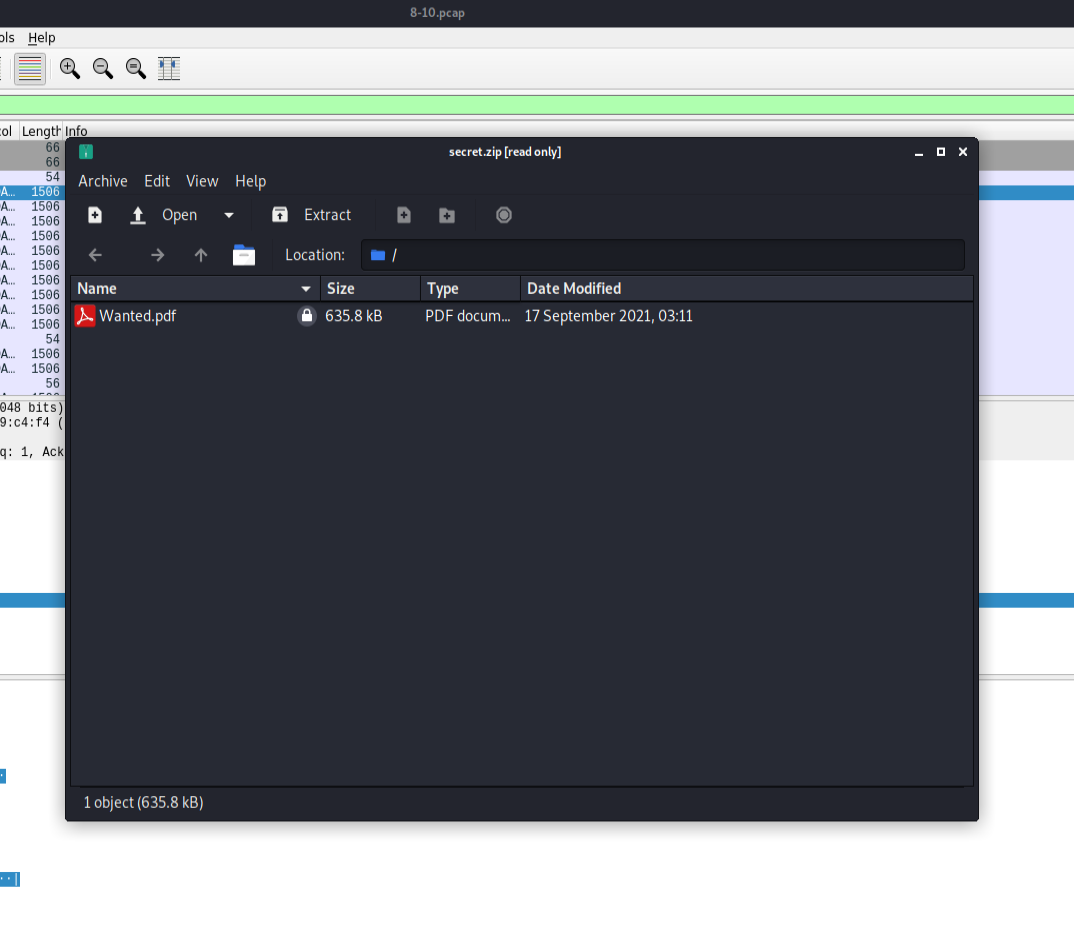 8-10.pcap
ols Help
col Length Info
66
66
54
A… 1506
A… 1506
A… 1506
A… 1506
A… 1506
A… 1506
A… 1506
A… 1506
A… 1506
A… 1506
54
A… 1506
A… 1506
56
048 bits)
9:c4:f4 (
q: 1, Ack
secret.zip [read only]
Archive Edit View Help
Open Extract
Location: /
Name Size Type Date Modified
Wanted.pdf 635.8 kB PDF docum... 17 September 2021, 03:11
1 object (635.8 kB)